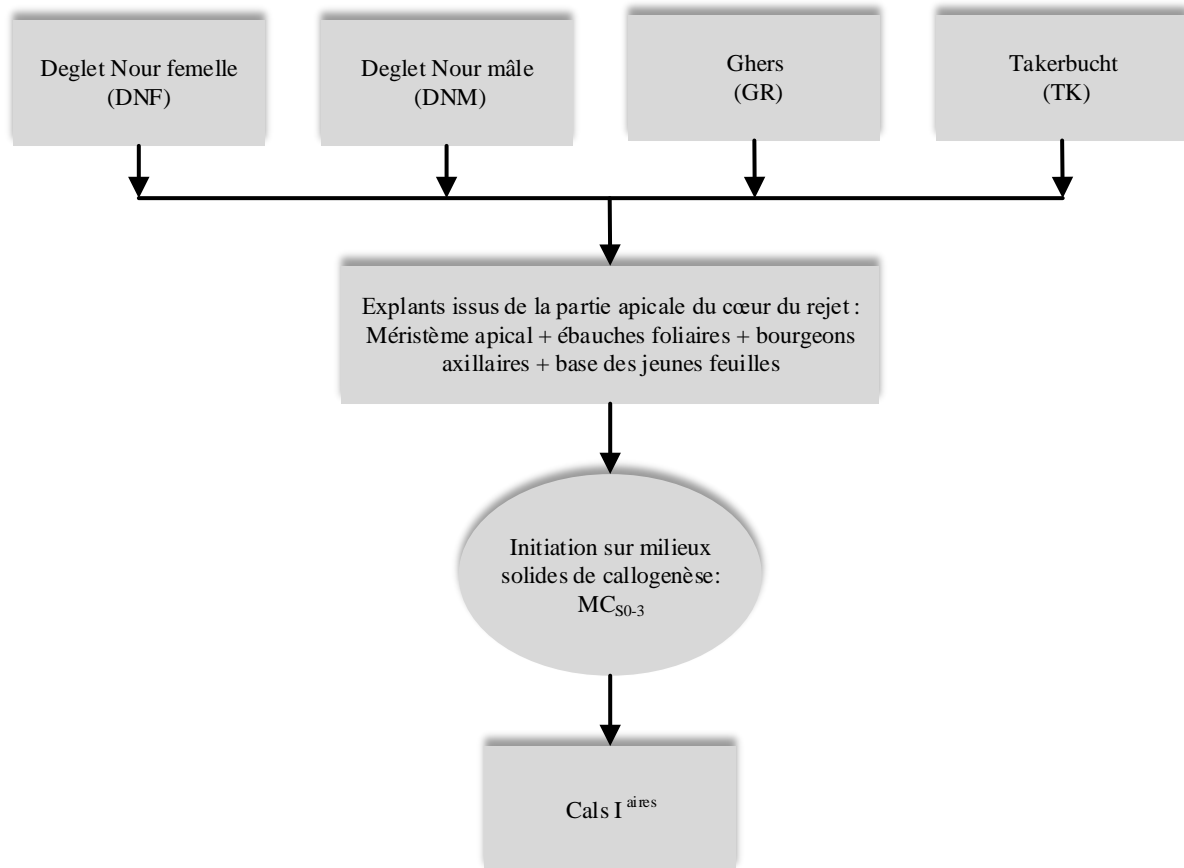 Deglet Nour femelle
(DNF)
Deglet Nour mâle
(DNM)
Ghers
(GR)
Takerbucht
(TK)
Explants issus de la partie apicale du cœur du rejet :
Méristème apical + ébauches foliaires + bourgeons
axillaires + base des jeunes feuilles
Initiation sur milieux
solides de callogenèse:
MCS0-3
Cals I aires